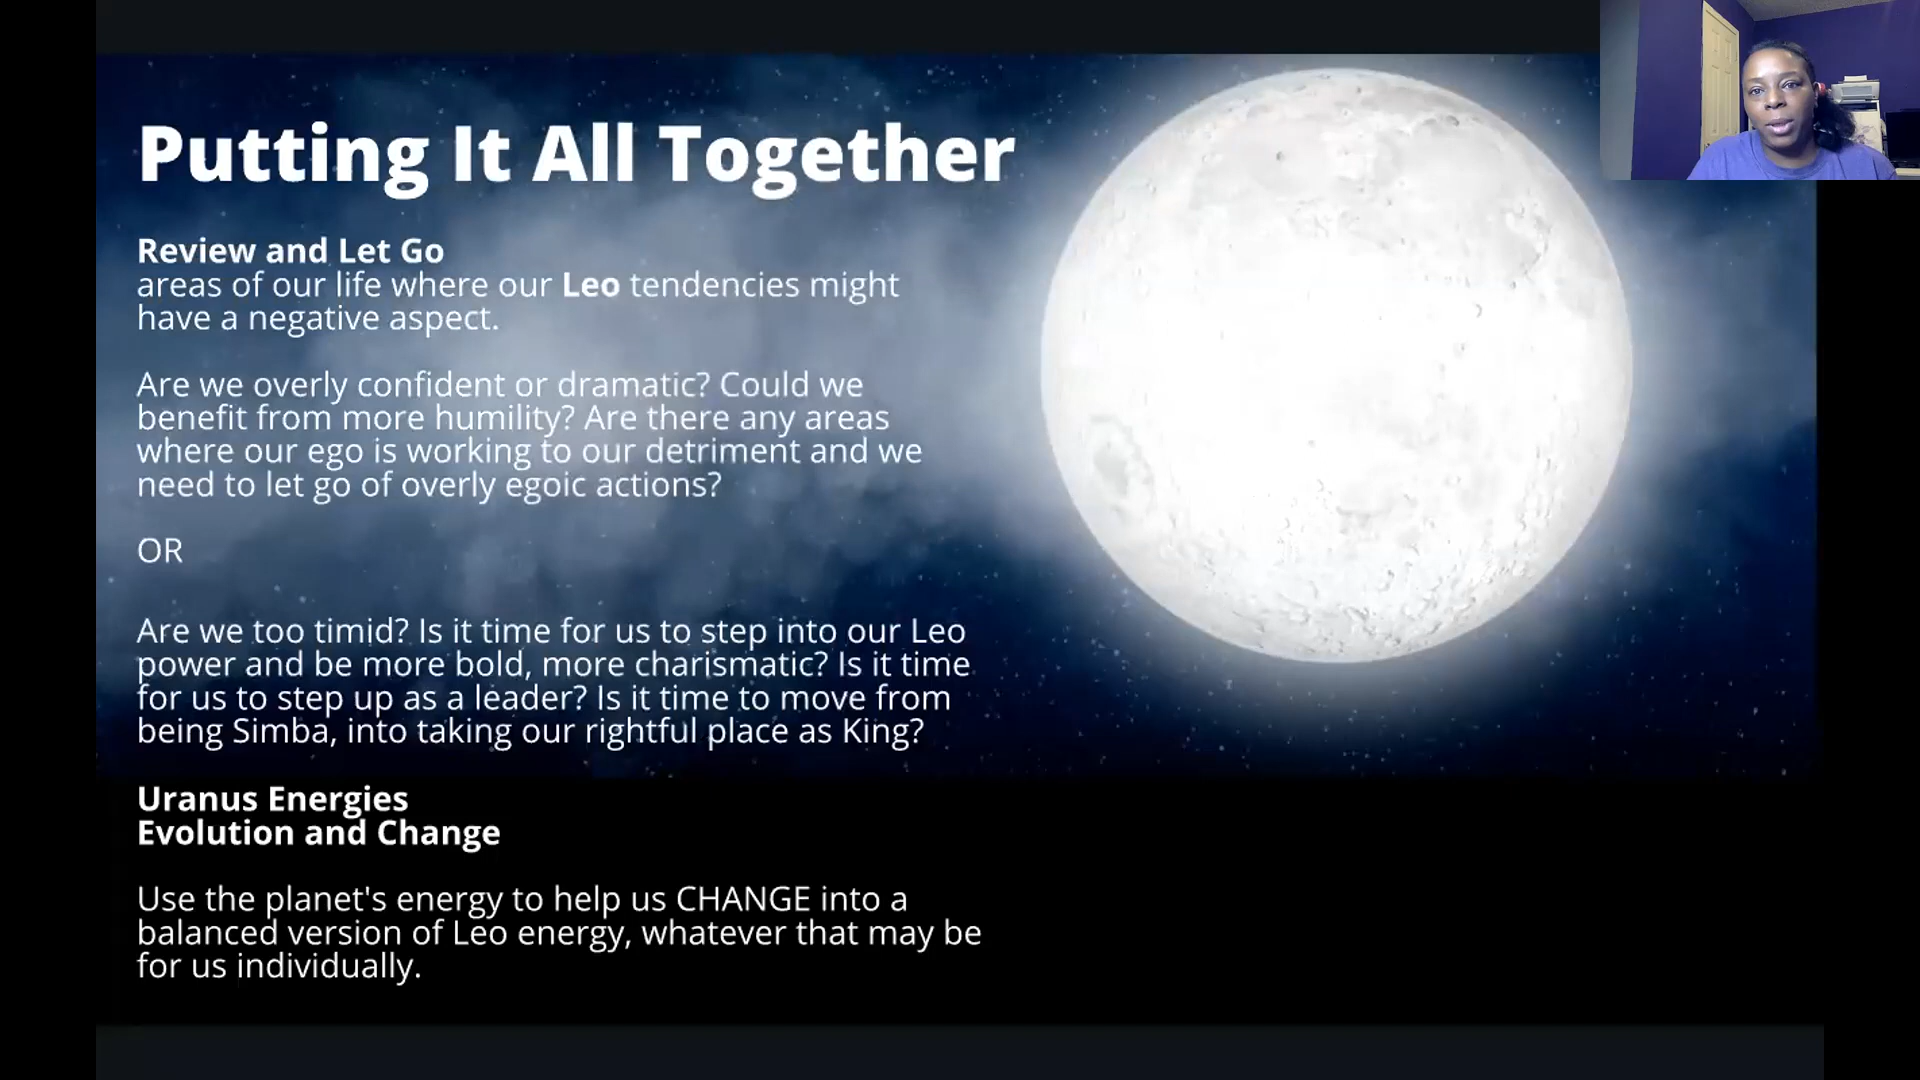 Putting It All Together
Review and Let Go
areas of our life where our Leo tendencies might
have a negative aspect.
Are we overly confident or dramatic? Could we
benefit from more humility? Are there any areas
where our ego is working to our detriment and we
need to let go of overly egoic actions?
OR
Are we too timid? Is it time for us to step into our Leo
power and be more bold, more charismatic? Is it time
for us to step up as a leader? Is it time to move from
being Simba, into taking our rightful place as King?
Uranus Energies
Evolution and Change
Use the planet's energy to help us CHANGE into a
balanced version of Leo energy, whatever that may be
for us individually.